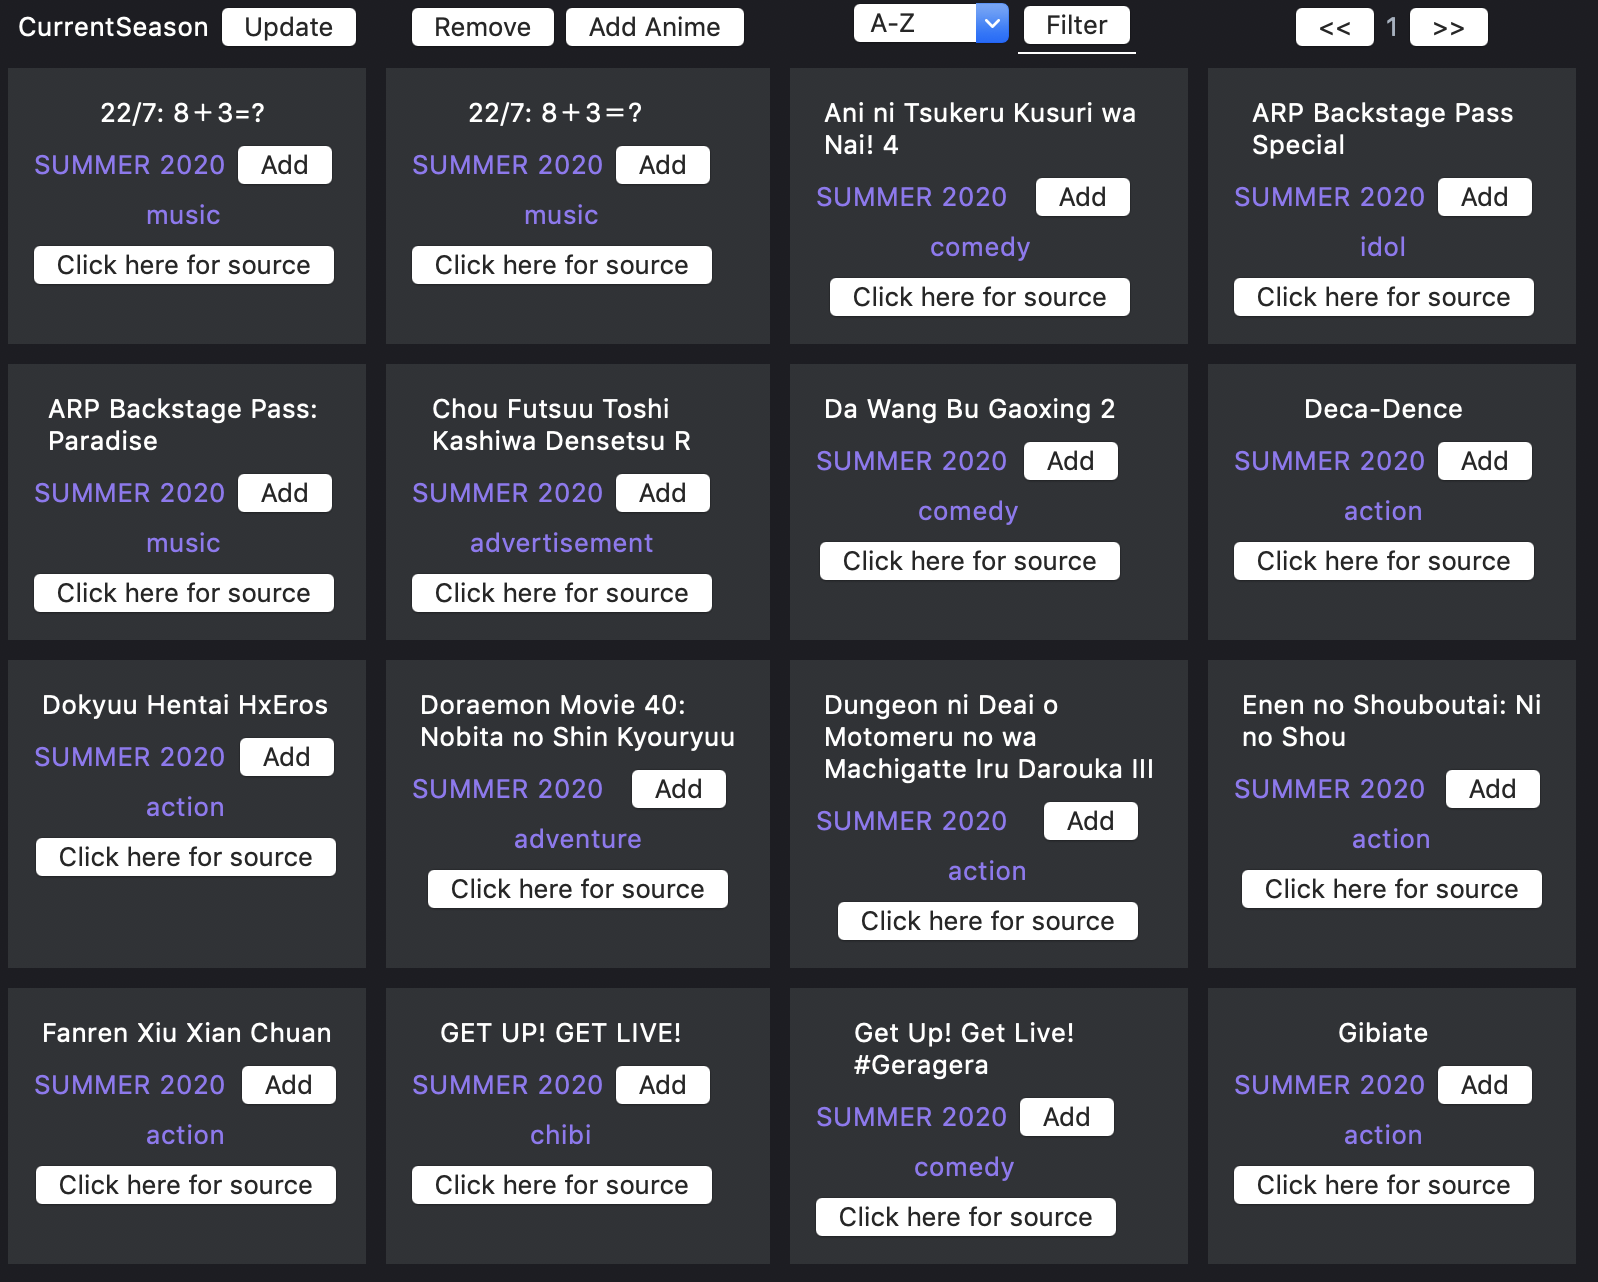 CurrentSeason Update Remove Add Anime A-Z Filter << 1 >>
22/7: 8＋3=?
SUMMER 2020 Add
music
Click here for source
22/7: 8＋3＝?
SUMMER 2020 Add
music
Click here for source
Ani ni Tsukeru Kusuri wa
Nai! 4
SUMMER 2020 Add
comedy
Click here for source
ARP Backstage Pass
Special
SUMMER 2020 Add
idol
Click here for source
ARP Backstage Pass:
Paradise
SUMMER 2020 Add
music
Click here for source
Chou Futsuu Toshi
Kashiwa Densetsu R
SUMMER 2020 Add
advertisement
Click here for source
Da Wang Bu Gaoxing 2
SUMMER 2020 Add
comedy
Click here for source
Deca-Dence
SUMMER 2020 Add
action
Click here for source
Dokyuu Hentai HxEros
SUMMER 2020 Add
action
Click here for source
Doraemon Movie 40:
Nobita no Shin Kyouryuu
SUMMER 2020 Add
adventure
Click here for source
Dungeon ni Deai o
Motomeru no wa
Machigatte Iru Darouka III
SUMMER 2020 Add
action
Click here for source
Enen no Shouboutai: Ni
no Shou
SUMMER 2020 Add
action
Click here for source
Fanren Xiu Xian Chuan
SUMMER 2020 Add
action
Click here for source
GET UP! GET LIVE!
SUMMER 2020 Add
chibi
Click here for source
Get Up! Get Live!
#Geragera
SUMMER 2020 Add
comedy
Click here for source
Gibiate
SUMMER 2020 Add
action
Click here for source